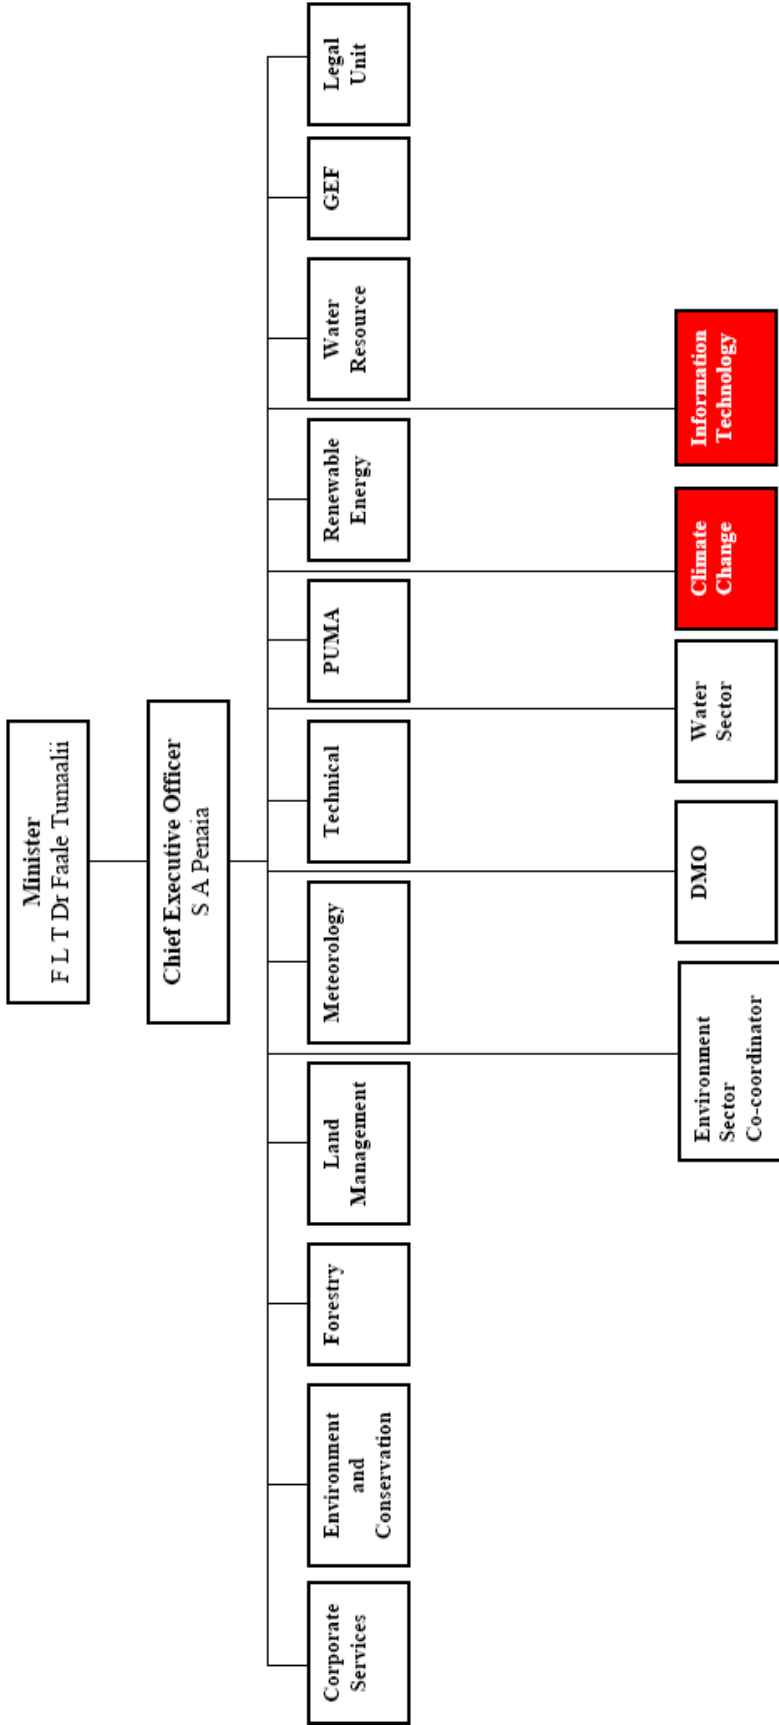 Minister
F L T Dr Faale Tumaalii
Chief Executive Officer
S A Penaia
Corporate
Services
Environment
and
Conservation
Forestry
Land
Management
Meteorology
Technical
PUMA
Renewable
Energy
Water
Resource
GEF
Legal
Unit
Environment
Sector
Co-coordinator
DMO
Water
Sector
Climate
Change
Information
Technology